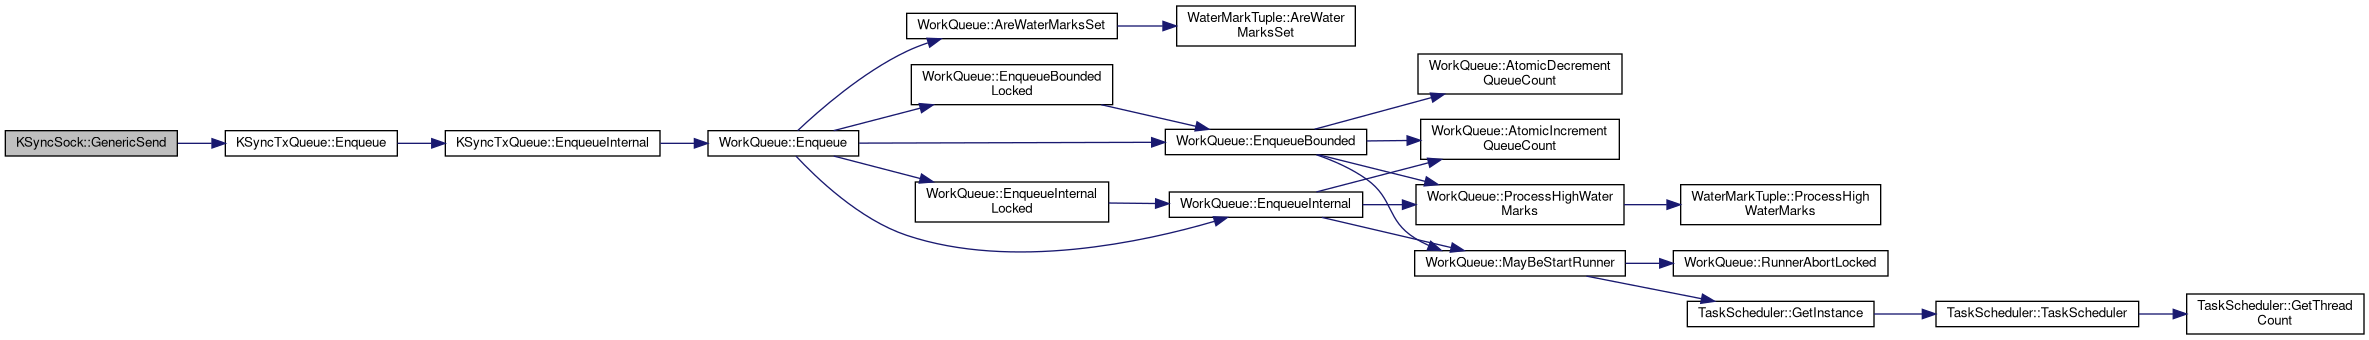 KSyncSock::GenericSend
KSyncTxQueue::Enqueue
KSyncTxQueue::EnqueueInternal
WorkQueue::Enqueue
WorkQueue::AreWaterMarksSet
WaterMarkTuple::AreWater
MarksSet
WorkQueue::EnqueueBounded
Locked
WorkQueue::EnqueueBounded
WorkQueue::EnqueueInternal
Locked
WorkQueue::EnqueueInternal
WorkQueue::AtomicDecrement
QueueCount
WorkQueue::AtomicIncrement
QueueCount
WorkQueue::ProcessHighWater
Marks
WaterMarkTuple::ProcessHigh
WaterMarks
WorkQueue::MayBeStartRunner
WorkQueue::RunnerAbortLocked
TaskScheduler::GetInstance
TaskScheduler::TaskScheduler
TaskScheduler::GetThread
Count